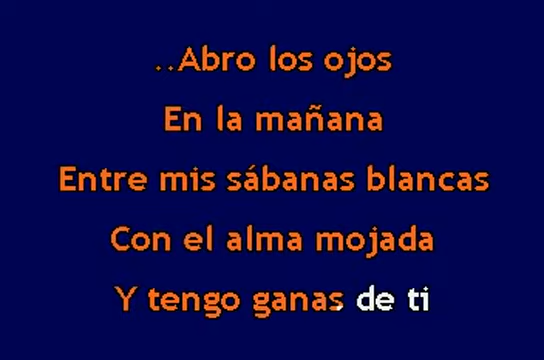 ..Abro los ojos
En la mañana
Entre mis sábanas blancas
Con el alma mojada
Y tengo ganas de ti